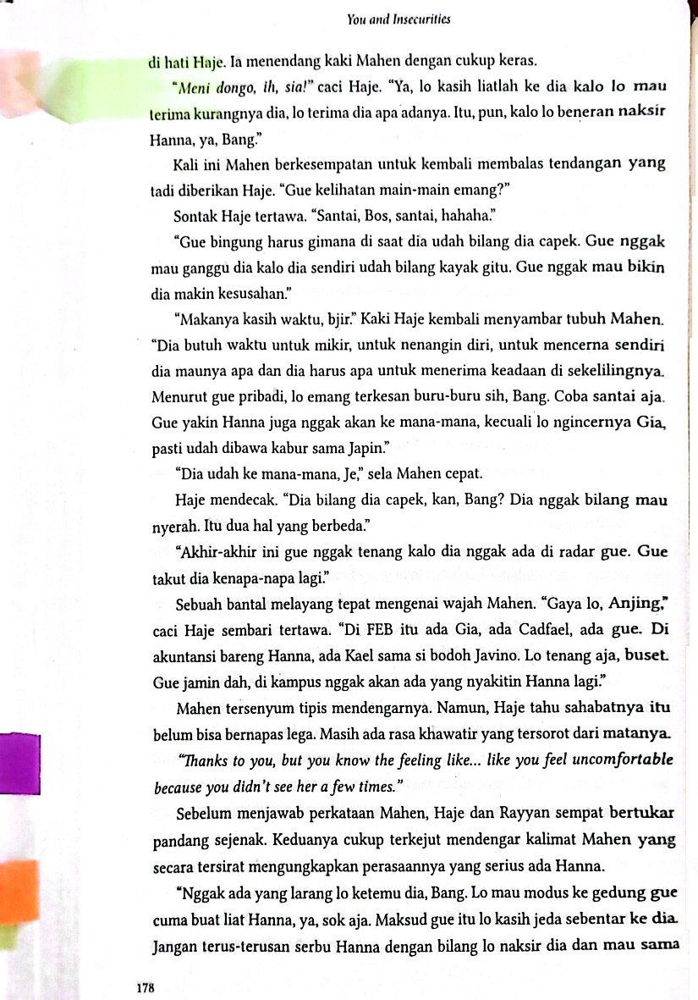 You and Insecurities
di hati Haje. Ia menendang kaki Mahen dengan cukup keras.
“Meni dongo, ih, sia!” caci Haje. “Ya, lo kasih liatlah ke dia kalo lo mau
terima kurangnya dia, lo terima dia apa adanya. Itu, pun, kalo lo beneran naksir
Hanna, ya, Bang.”
Kali ini Mahen berkesempatan untuk kembali membalas tendangan yang
tadi diberikan Haje. “Gue kelihatan main-main emang?”
Sontak Haje tertawa. “Santai, Bos, santai, hahaha.”
“Gue bingung harus gimana di saat dia udah bilang dia capek. Gue nggak
mau ganggu dia kalo dia sendiri udah bilang kayak gitu. Gue nggak mau bikin
dia makin kesusahan.”
“Makanya kasih waktu, bjir.” Kaki Haje kembali menyambar tubuh Mahen.
“Dia butuh waktu untuk mikir, untuk nenangin diri, untuk mencerna sendiri
dia maunya apa dan dia harus apa untuk menerima keadaan di sekelilingnya.
Menurut gue pribadi, lo emang terkesan buru-buru sih, Bang. Coba santai aja.
Gue yakin Hanna juga nggak akan ke mana-mana, kecuali lo ngincernya Gia,
pasti udah dibawa kabur sama Japin.”
“Dia udah ke mana-mana, Je,” sela Mahen cepat.
Haje mendecak. “Dia bilang dia capek, kan, Bang? Dia nggak bilang mau
nyerah. Itu dua hal yang berbeda.”
“Akhir-akhir ini gue nggak tenang kalo dia nggak ada di radar gue. Gue
takut dia kenapa-napa lagi.”
Sebuah bantal melayang tepat mengenai wajah Mahen. “Gaya lo, Anjing,”
caci Haje sembari tertawa. “Di FEB itu ada Gia, ada Cadfael, ada gue. Di
akuntansi bareng Hanna, ada Kael sama si bodoh Javino. Lo tenang aja, buset.
Gue jamin dah, di kampus nggak akan ada yang nyakitin Hanna lagi.”
Mahen tersenyum tipis mendengarnya. Namun, Haje tahu sahabatnya itu
belum bisa bernapas lega. Masih ada rasa khawatir yang tersorot dari matanya.
“Thanks to you, but you know the feeling like... like you feel uncomfortable
because you didn’t see her a few times.”
Sebelum menjawab perkataan Mahen, Haje dan Rayyan sempat bertukar
pandang sejenak. Keduanya cukup terkejut mendengar kalimat Mahen yang
secara tersirat mengungkapkan perasaannya yang serius ada Hanna.
“Nggak ada yang larang lo ketemu dia, Bang. Lo mau modus ke gedung gue
cuma buat liat Hanna, ya, sok aja. Maksud gue itu lo kasih jeda sebentar ke dia.
Jangan terus-terusan serbu Hanna dengan bilang lo naksir dia dan mau sama
178